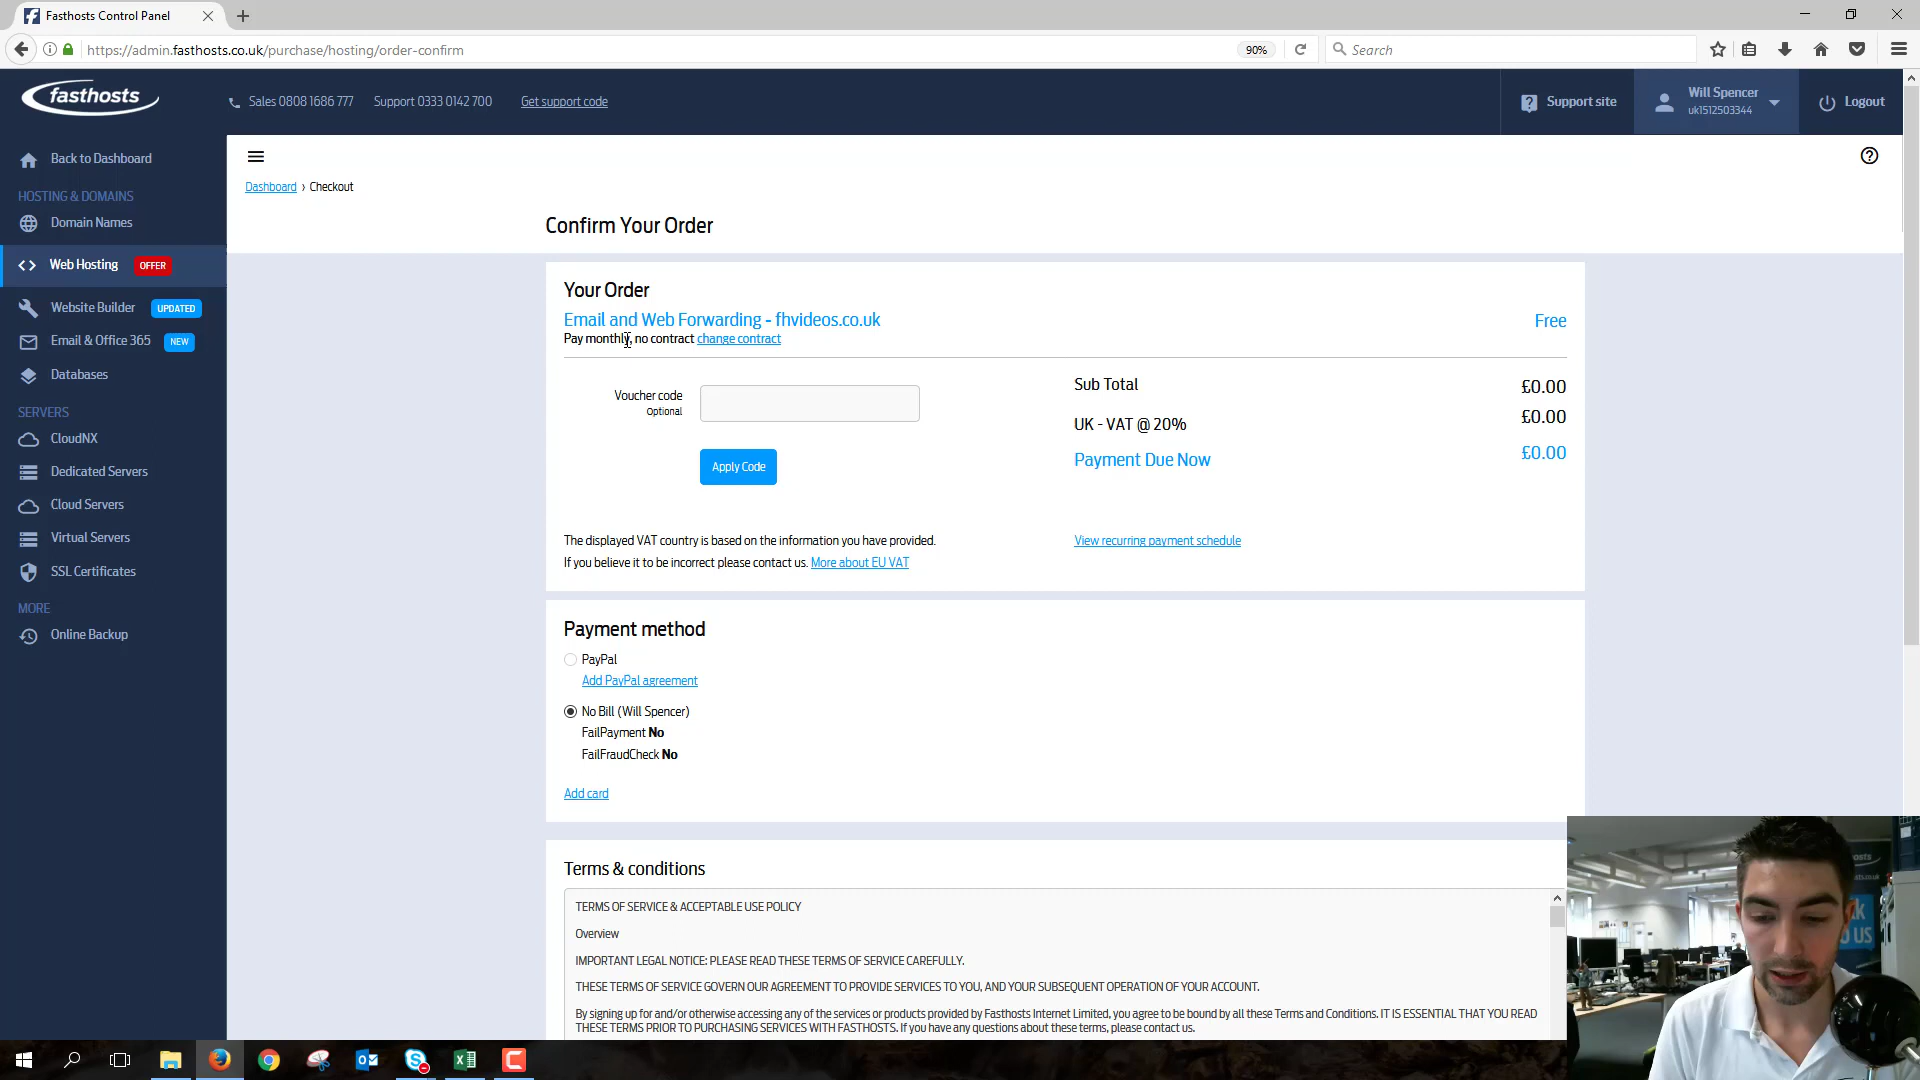 Fasthosts Control Panel
https://admin.fasthosts.co.uk/purchase/hosting/order-confirm
90%
Search
fasthosts
Sales 0808 1686 777
Support 0333 0142 700
Get support code
Support site
Will Spencer
uk1512503344
Logout
Back to Dashboard
HOSTING & DOMAINS
Domain Names
Web Hosting OFFER
Website Builder UPDATED
Email & Office 365 NEW
Databases
SERVERS
CloudNX
Dedicated Servers
Cloud Servers
Virtual Servers
SSL Certificates
MORE
Online Backup
Dashboard › Checkout
Confirm Your Order
Your Order
Email and Web Forwarding - fhvideos.co.uk
Free
Pay monthly, no contract change contract
Voucher code
Optional
Apply Code
Sub Total £0.00
UK - VAT @ 20% £0.00
Payment Due Now £0.00
The displayed VAT country is based on the information you have provided.
If you believe it to be incorrect please contact us. More about EU VAT
View recurring payment schedule
Payment method
PayPal
Add PayPal agreement
No Bill (Will Spencer)
FailPayment No
FailFraudCheck No
Add card
Terms & conditions
TERMS OF SERVICE & ACCEPTABLE USE POLICY
Overview
IMPORTANT LEGAL NOTICE: PLEASE READ THESE TERMS OF SERVICE CAREFULLY.
THESE TERMS OF SERVICE GOVERN OUR AGREEMENT TO PROVIDE SERVICES TO YOU, AND YOUR SUBSEQUENT OPERATION OF YOUR ACCOUNT.
By signing up for and/or otherwise accessing any of the services or products provided by Fasthosts Internet Limited, you agree to be bound by all these Terms and Conditions. IT IS ESSENTIAL THAT YOU READ
THESE TERMS PRIOR TO PURCHASING SERVICES WITH FASTHOSTS. If you have any questions about these terms, please contact us.